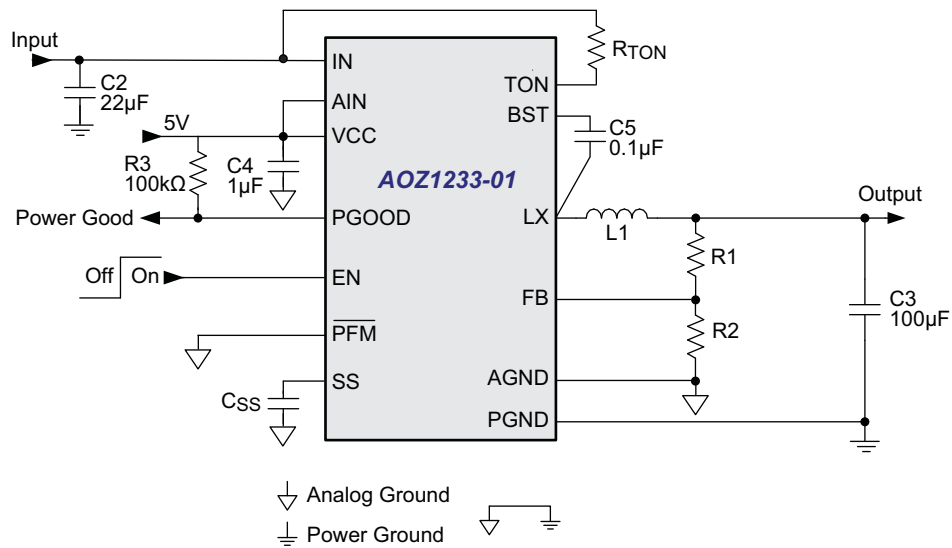 Input
C2
22µF
5V
R3
100kΩ
C4
1µF
Power Good
Off On
CSS
IN
AIN
VCC
PGOOD
EN
PFM
SS
AOZ1233-01
TON
BST
LX
FB
AGND
PGND
RTON
C5
0.1µF
L1
Output
R1
R2
C3
100µF
Analog Ground
Power Ground